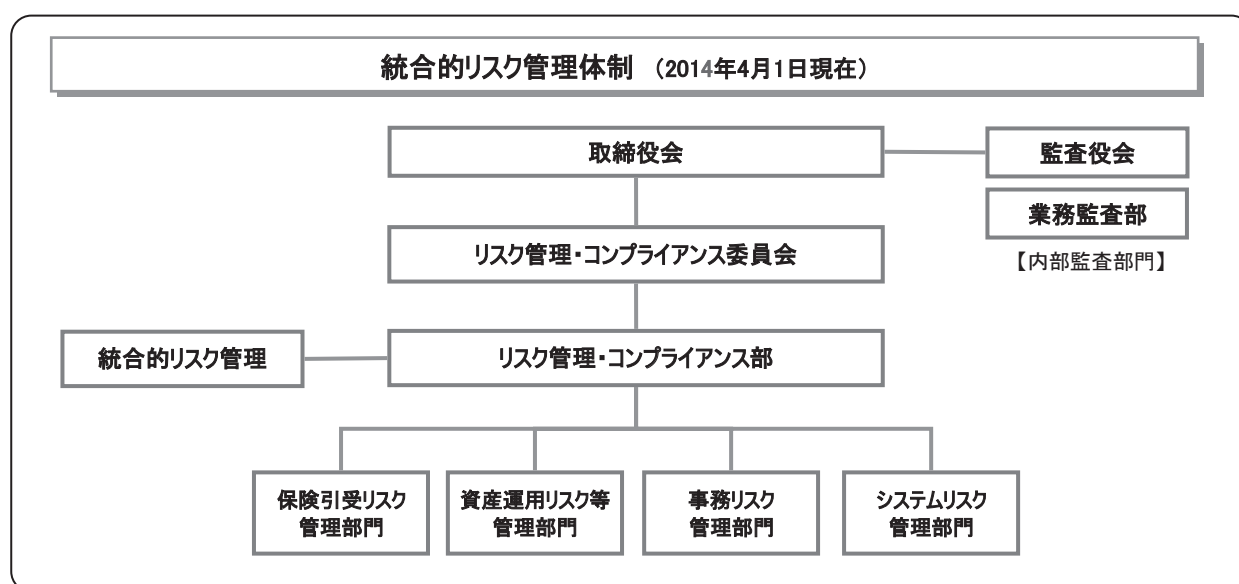 統合的リスク管理体制 （2014年4月1日現在）
取締役会
監査役会
業務監査部
【内部監査部門】
リスク管理・コンプライアンス委員会
統合的リスク管理
リスク管理・コンプライアンス部
保険引受リスク
管理部門
資産運用リスク等
管理部門
事務リスク
管理部門
システムリスク
管理部門